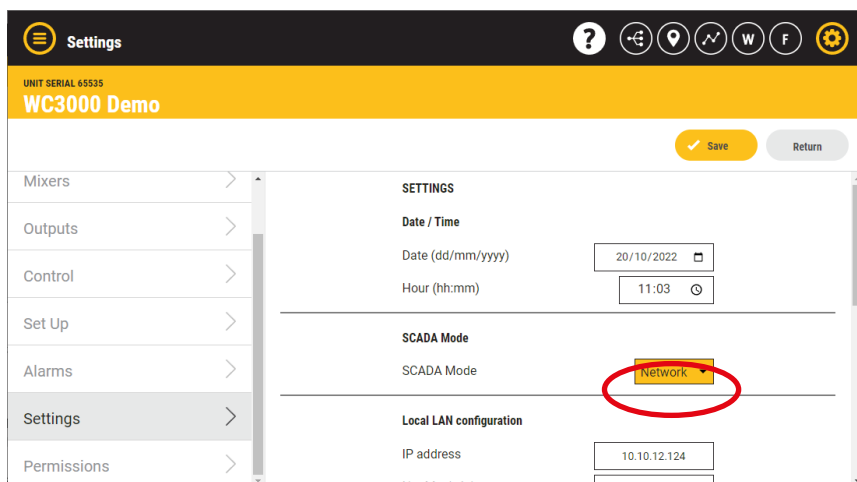 Settings
?
W
F
UNIT SERIAL 65535
WC3000 Demo
Save
Return
Mixers
Outputs
Control
Set Up
Alarms
Settings
Permissions
SETTINGS
Date / Time
Date (dd/mm/yyyy) 20/10/2022
Hour (hh:mm) 11:03
SCADA Mode
SCADA Mode Network
Local LAN configuration
IP address 10.10.12.124